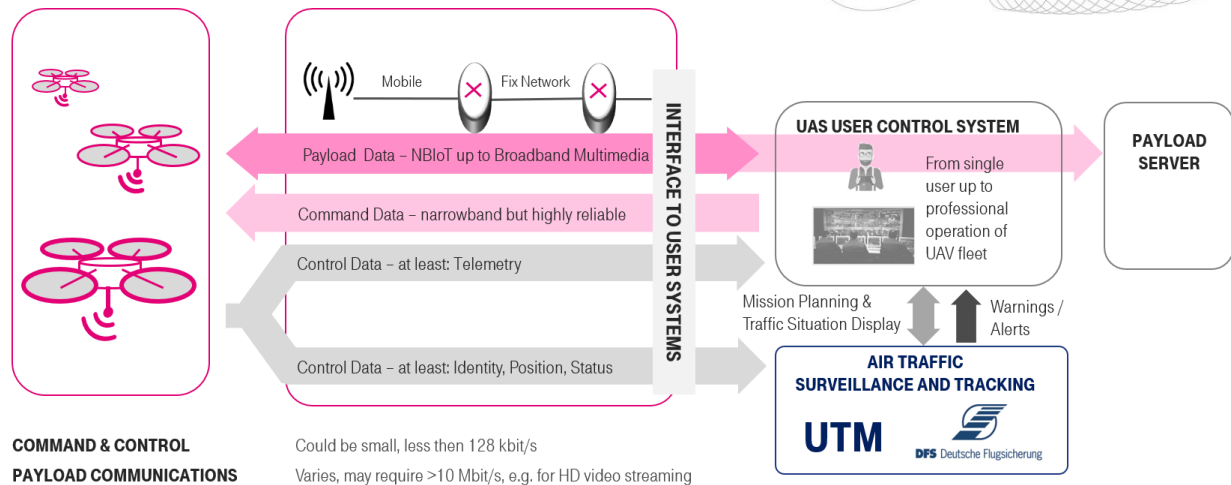 Mobile
Fix Network
INTERFACE TO USER SYSTEMS
Payload Data – NBIoT up to Broadband Multimedia
Command Data – narrowband but highly reliable
Control Data – at least: Telemetry
Control Data – at least: Identity, Position, Status
UAS USER CONTROL SYSTEM
From single
user up to
professional
operation of
UAV fleet
PAYLOAD
SERVER
Mission Planning &
Traffic Situation Display
Warnings /
Alerts
AIR TRAFFIC
SURVEILLANCE AND TRACKING
UTM
DFS Deutsche Flugsicherung
COMMAND & CONTROL
Could be small, less then 128 kbit/s
PAYLOAD COMMUNICATIONS
Varies, may require >10 Mbit/s, e.g. for HD video streaming